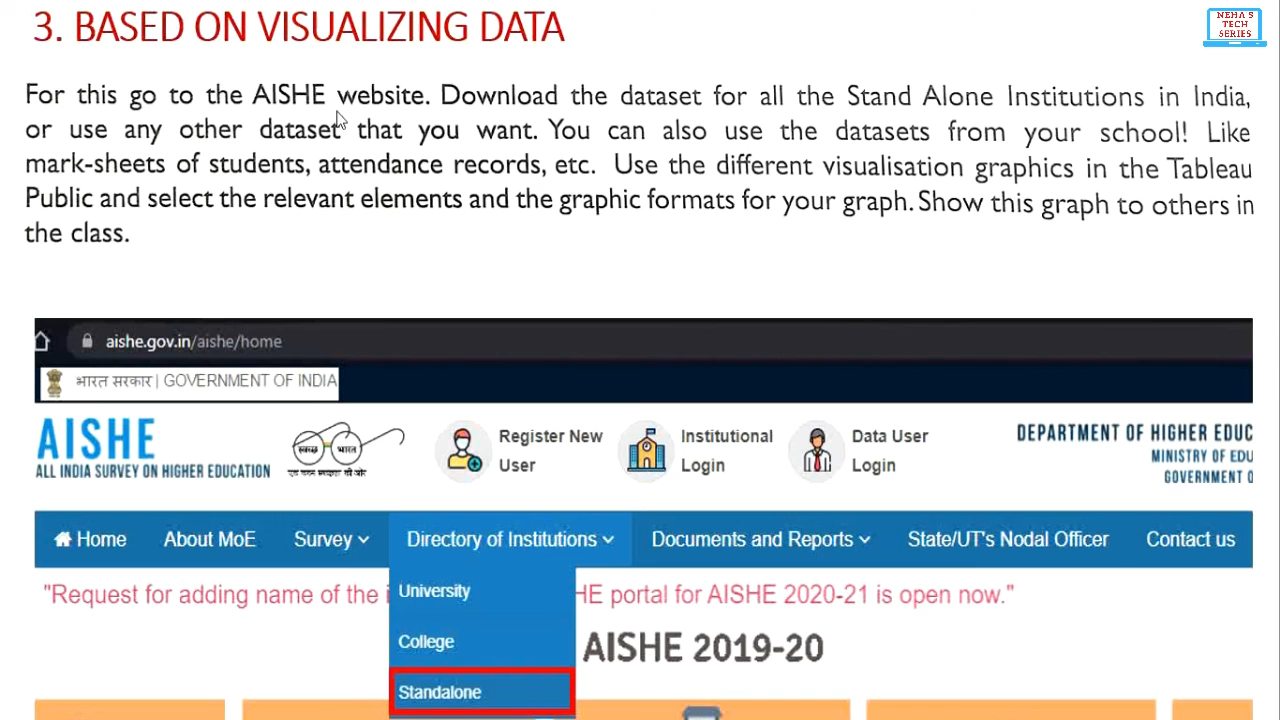 3. BASED ON VISUALIZING DATA
NEHA S
TECH
SERIES
For this go to the AISHE website. Download the dataset for all the Stand Alone Institutions in India,
or use any other dataset that you want. You can also use the datasets from your school! Like
mark-sheets of students, attendance records, etc. Use the different visualisation graphics in the Tableau
Public and select the relevant elements and the graphic formats for your graph. Show this graph to others in
the class.
aishe.gov.in/aishe/home
भारत सरकार | GOVERNMENT OF INDIA
AISHE
ALL INDIA SURVEY ON HIGHER EDUCATION
स्वच्छ भारत
एक कदम स्वच्छता की ओर
Register New
User
Institutional
Login
Data User
Login
DEPARTMENT OF HIGHER EDUC
MINISTRY OF EDU
GOVERNMENT O
Home About MoE Survey Directory of Institutions Documents and Reports State/UT's Nodal Officer Contact us
University
"Request for adding name of the i HE portal for AISHE 2020-21 is open now."
College
AISHE 2019-20
Standalone